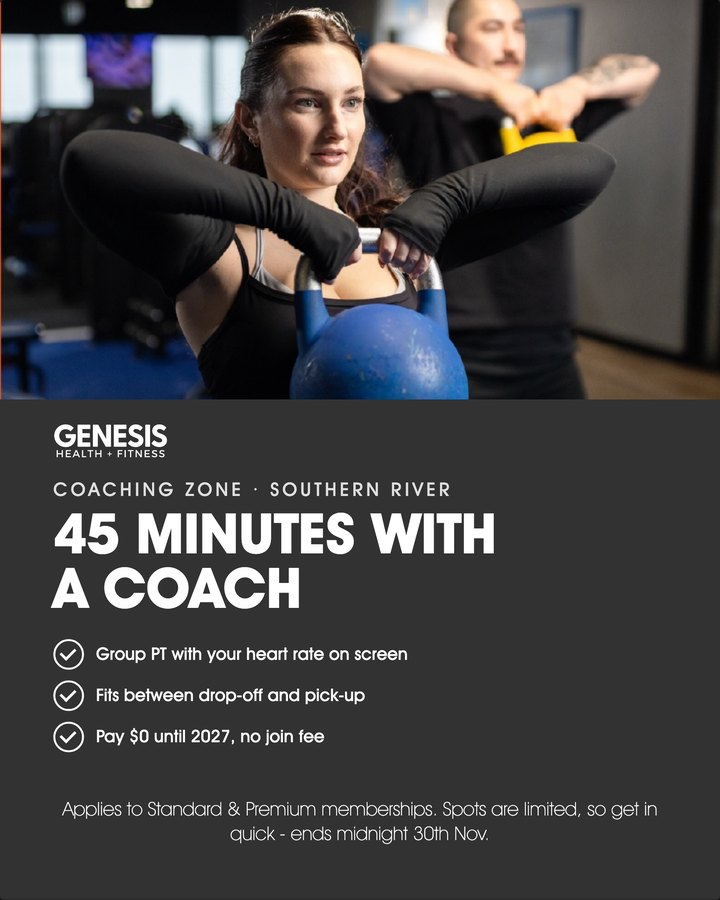 GENESIS
HEALTH + FITNESS
COACHING ZONE · SOUTHERN RIVER
45 MINUTES WITH
A COACH
Group PT with your heart rate on screen
Fits between drop-off and pick-up
Pay $0 until 2027, no join fee
Applies to Standard & Premium memberships. Spots are limited, so get in
quick - ends midnight 30th Nov.